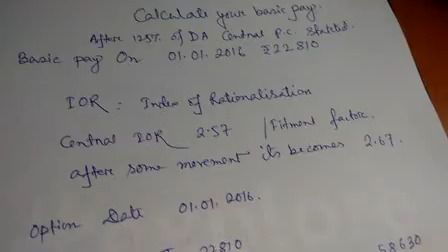 Calculate your basic pay.
After 125% of DA Central P.C. started.
Basic pay On 01.01.2016 ₹22810
IOR = Index of Rationalisation
Central IOR 2.57 / Fitment factor.
after some movement its becomes 2.67.
Option Date 01.01.2016.
22810
58630